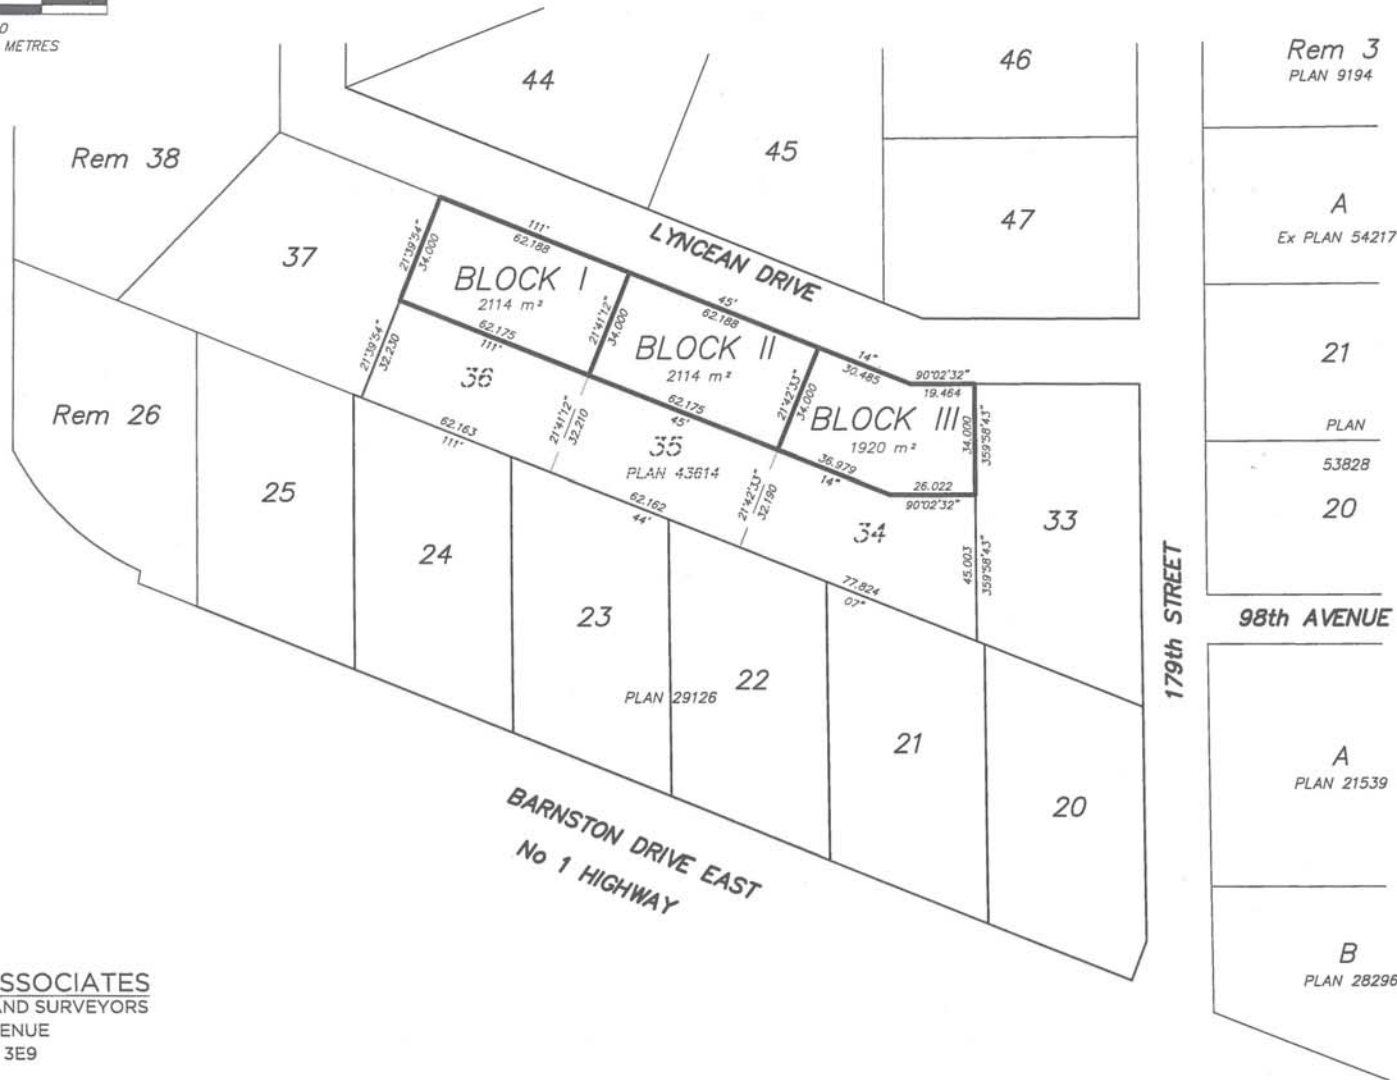 0
METRES
44
46
Rem 3
PLAN 9194
Rem 38
45
47
A
Ex PLAN 54217
37
LYNCEAN DRIVE
111'
62.188
21°39'54"
34.000
BLOCK I
2114 m²
62.175
111'
21°41'12"
34.000
45'
62.188
BLOCK II
2114 m²
62.175
45'
21°42'33"
34.000
14"
30.485
90°02'32"
19.464
BLOCK III
1920 m²
34.000
359°58'43"
36.979
14"
26.022
90°02'32"
21
PLAN
53828
20
21°39'54"
32.230
36
62.163
111'
21°41'12"
32.210
35
PLAN 43614
62.162
44'
21°42'33"
32.190
34
77.824
07"
45.003
359°58'43"
33
Rem 26
25
24
23
22
21
20
PLAN 29126
179th STREET
98th AVENUE
A
PLAN 21539
B
PLAN 28296
BARNSTON DRIVE EAST
No 1 HIGHWAY
SSOCIATES
AND SURVEYORS
ENUE
3E9